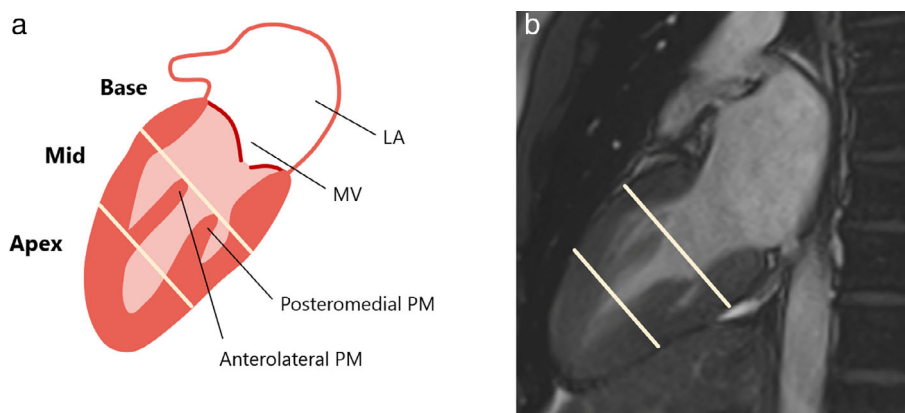 a
b
Base
LA
Mid
MV
Apex
Posteromedial PM
Anterolateral PM